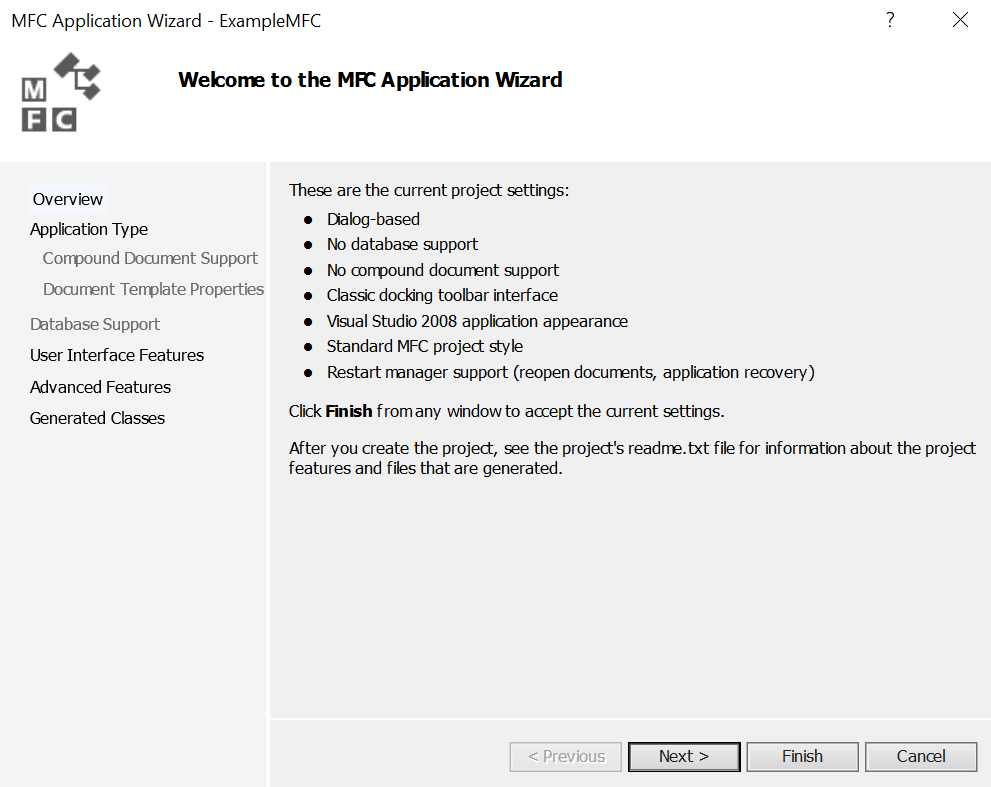 MFC Application Wizard - ExampleMFC
?
M
FC
Welcome to the MFC Application Wizard
Overview
Application Type
Compound Document Support
Document Template Properties
Database Support
User Interface Features
Advanced Features
Generated Classes
These are the current project settings:
● Dialog-based
● No database support
● No compound document support
● Classic docking toolbar interface
● Visual Studio 2008 application appearance
● Standard MFC project style
● Restart manager support (reopen documents, application recovery)
Click Finish from any window to accept the current settings.
After you create the project, see the project's readme.txt file for information about the project
features and files that are generated.
< Previous
Next >
Finish
Cancel